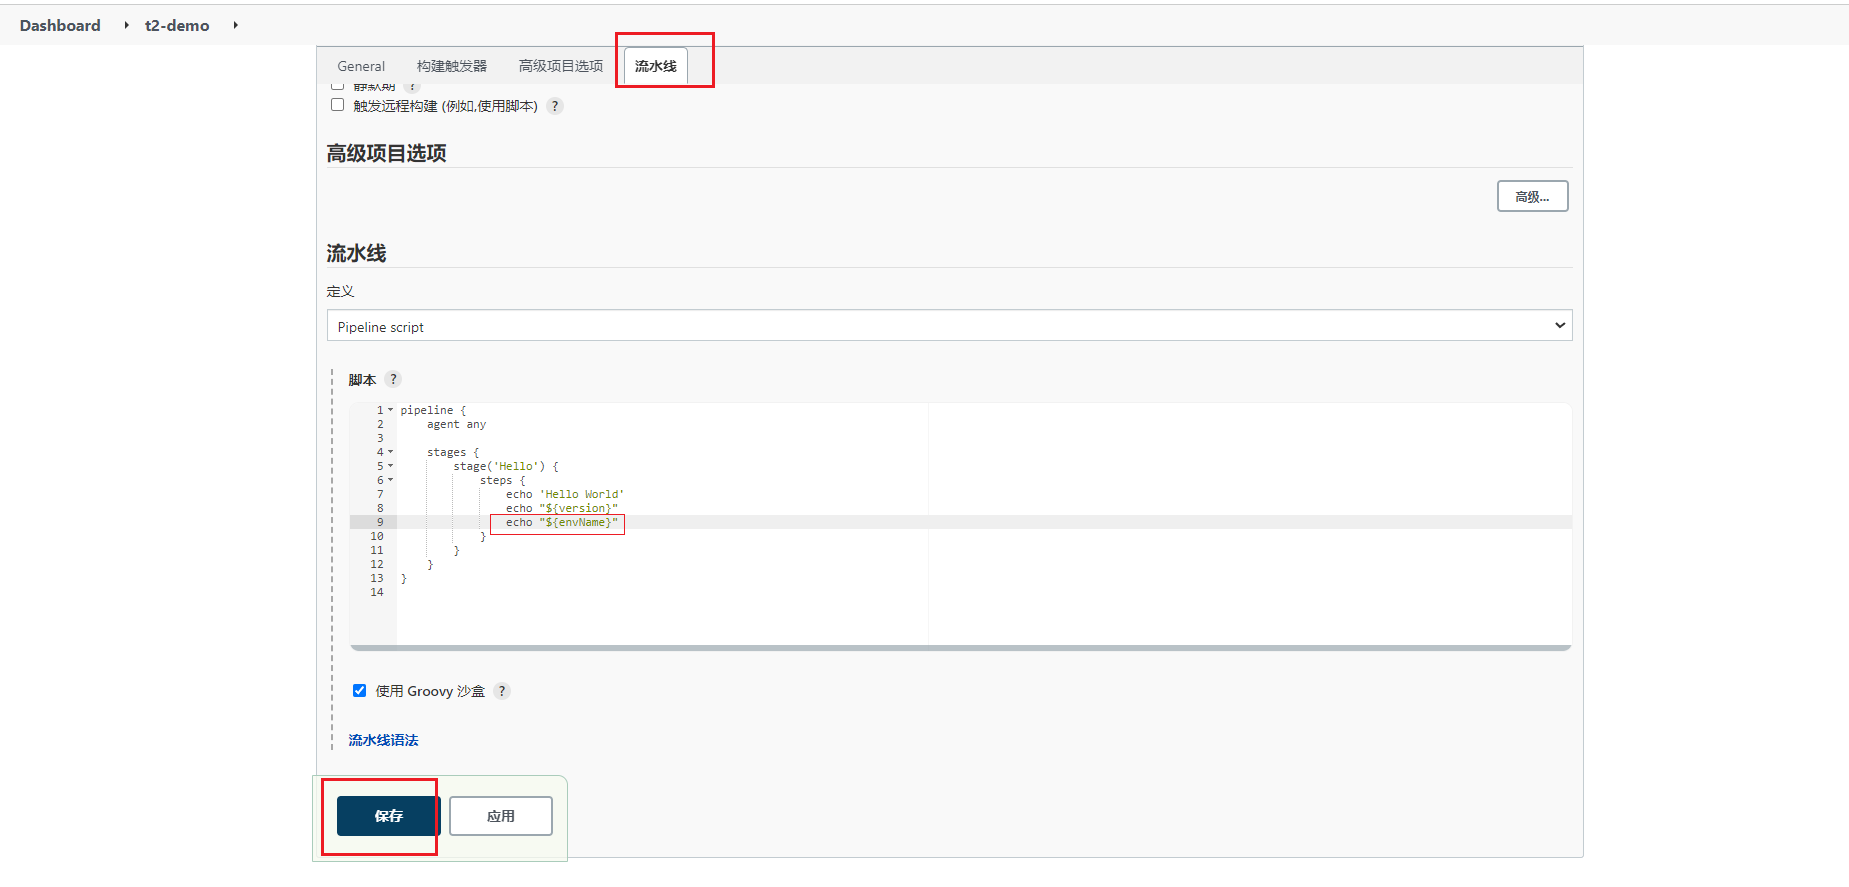 Dashboard
t2-demo
General
构建触发器
高级项目选项
流水线
静默期 ?
触发远程构建 (例如,使用脚本) ?
高级项目选项
高级...
流水线
定义
Pipeline script
脚本 ?
1 pipeline {
2 agent any
3
4 stages {
5 stage('Hello') {
6 steps {
7 echo 'Hello World'
8 echo "${version}"
9 echo "${envName}"
10 }
11 }
12 }
13 }
14
使用 Groovy 沙盒 ?
流水线语法
保存
应用